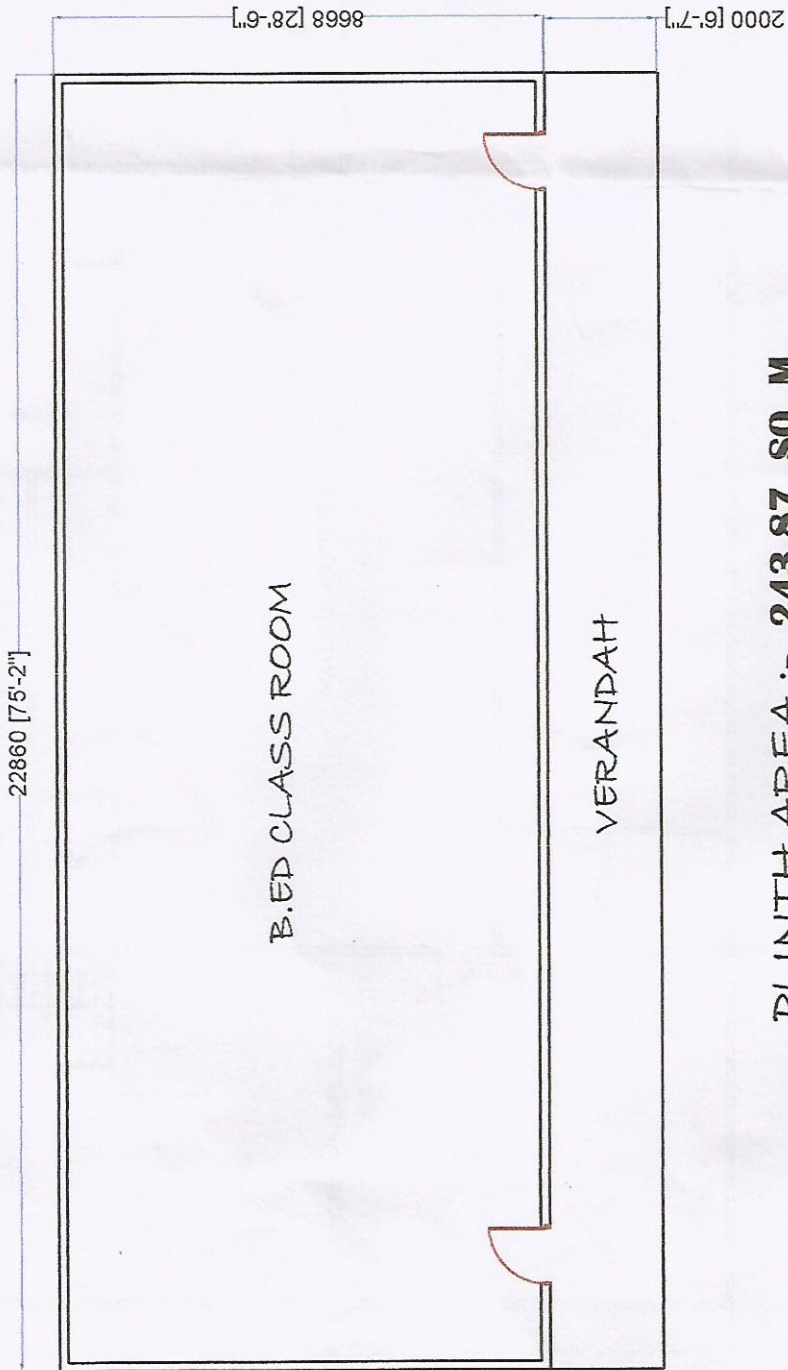 22860 [75'-2"]
8668 [28'-6"]
B.ED CLASS ROOM
2000 [6'-7"]
VERANDAH
PLINTH AREA :- 243.87 SQ. M